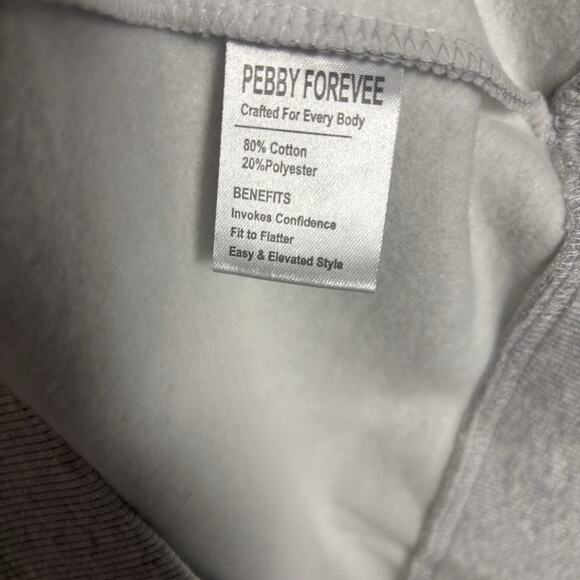 PEBBY FOREVEE
Crafted For Every Body
80% Cotton
20%Polyester
BENEFITS
Invokes Confidence
Fit to Flatter
Easy & Elevated Style